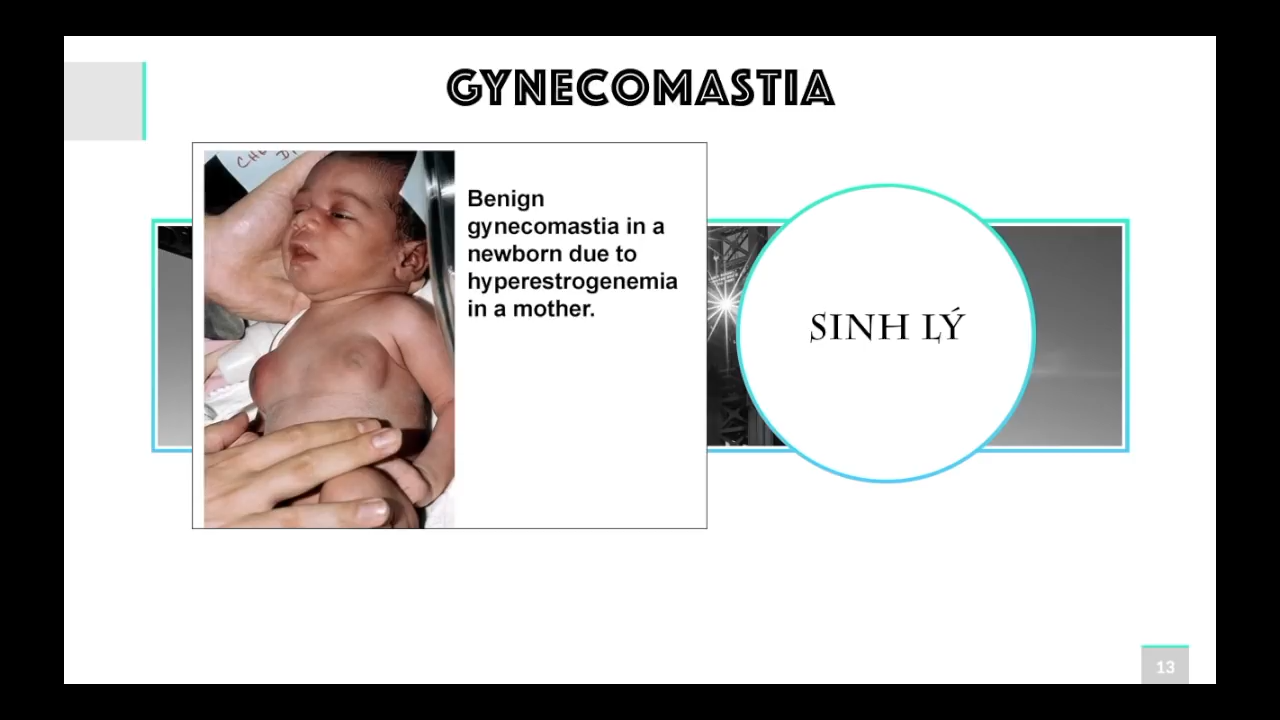 GYNECOMASTIA
Benign
gynecomastia in a
newborn due to
hyperestrogenemia
in a mother.
SINH LÝ
13